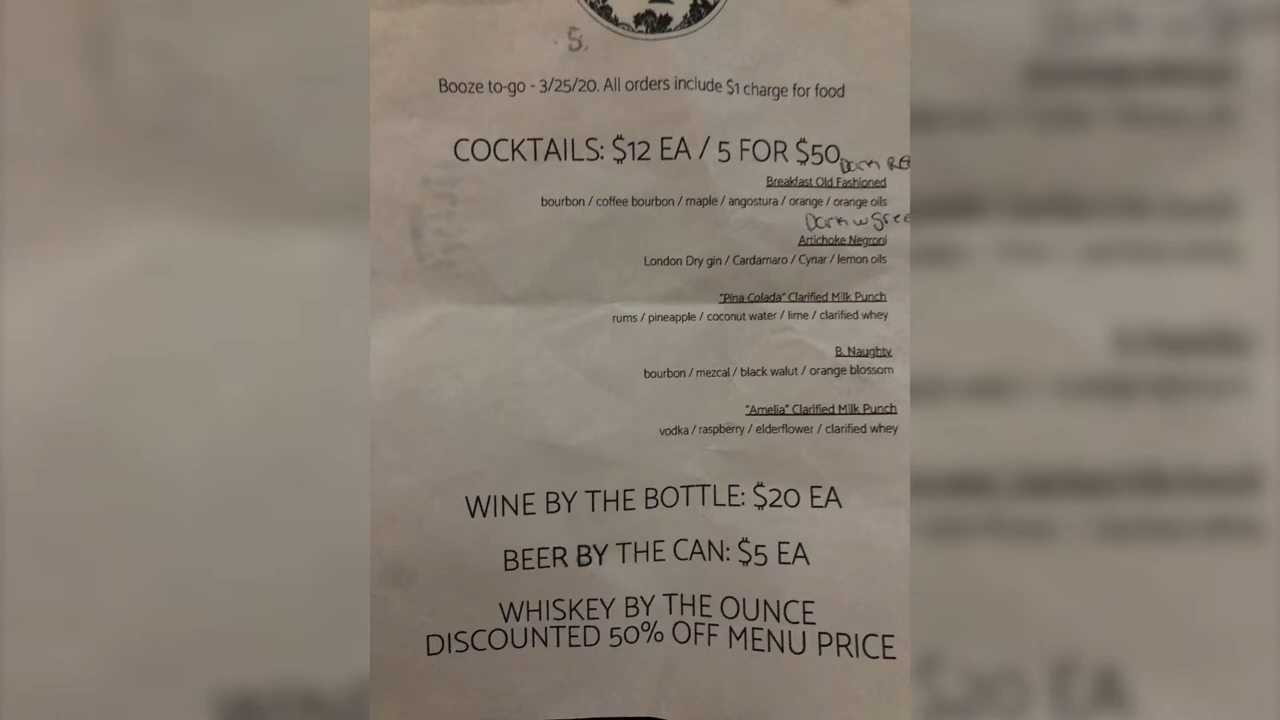 5.
Booze to-go - 3/25/20. All orders include $1 charge for food
COCKTAILS: $12 EA / 5 FOR $50
Dark
Breakfast Old Fashioned
bourbon / coffee bourbon / maple / angostura / orange / orange oils
Dark w
Artichoke Negroni
London Dry gin / Cardamaro / Cynar / lemon oils
"Pina Colada" Clarified Milk Punch
rums / pineapple / coconut water / lime / clarified whey
B. Naughty
bourbon / mezcal / black walut / orange blossom
"Amelia" Clarified Milk Punch
vodka / raspberry / elderflower / clarified whey
WINE BY THE BOTTLE: $20 EA
BEER BY THE CAN: $5 EA
WHISKEY BY THE OUNCE
DISCOUNTED 50% OFF MENU PRICE